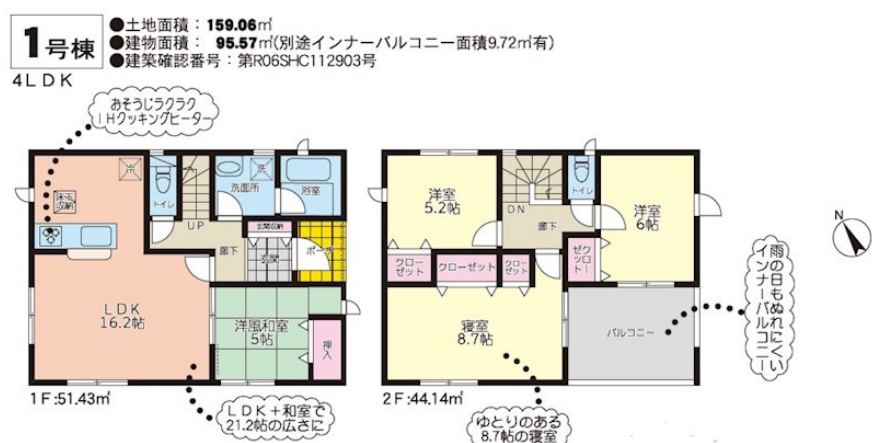 1号棟
●土地面積：159.06㎡
●建物面積：95.57㎡(別途インナーバルコニー面積9.72㎡有)
●建築確認番号：第R06SHC112903号
4LDK
おそうじラクラク
IHクッキングヒーター
冷
床下
収納
トイレ
UP
洗面所
洗
浴室
玄関収納
廊下
玄関
ポーチ
LDK
16.2帖
洋風和室
5帖
押入
1F:51.43㎡
LDK+和室で
21.2帖の広さに
洋室
5.2帖
DN
廊下
トイレ
洋室
6帖
クロー
ゼット
クローゼット
クロー
ゼット
クロー
ゼット
寝室
8.7帖
バルコニー
2F:44.14㎡
ゆとりのある
8.7帖の寝室
N
雨の日もぬれにくい
インナーバルコニー